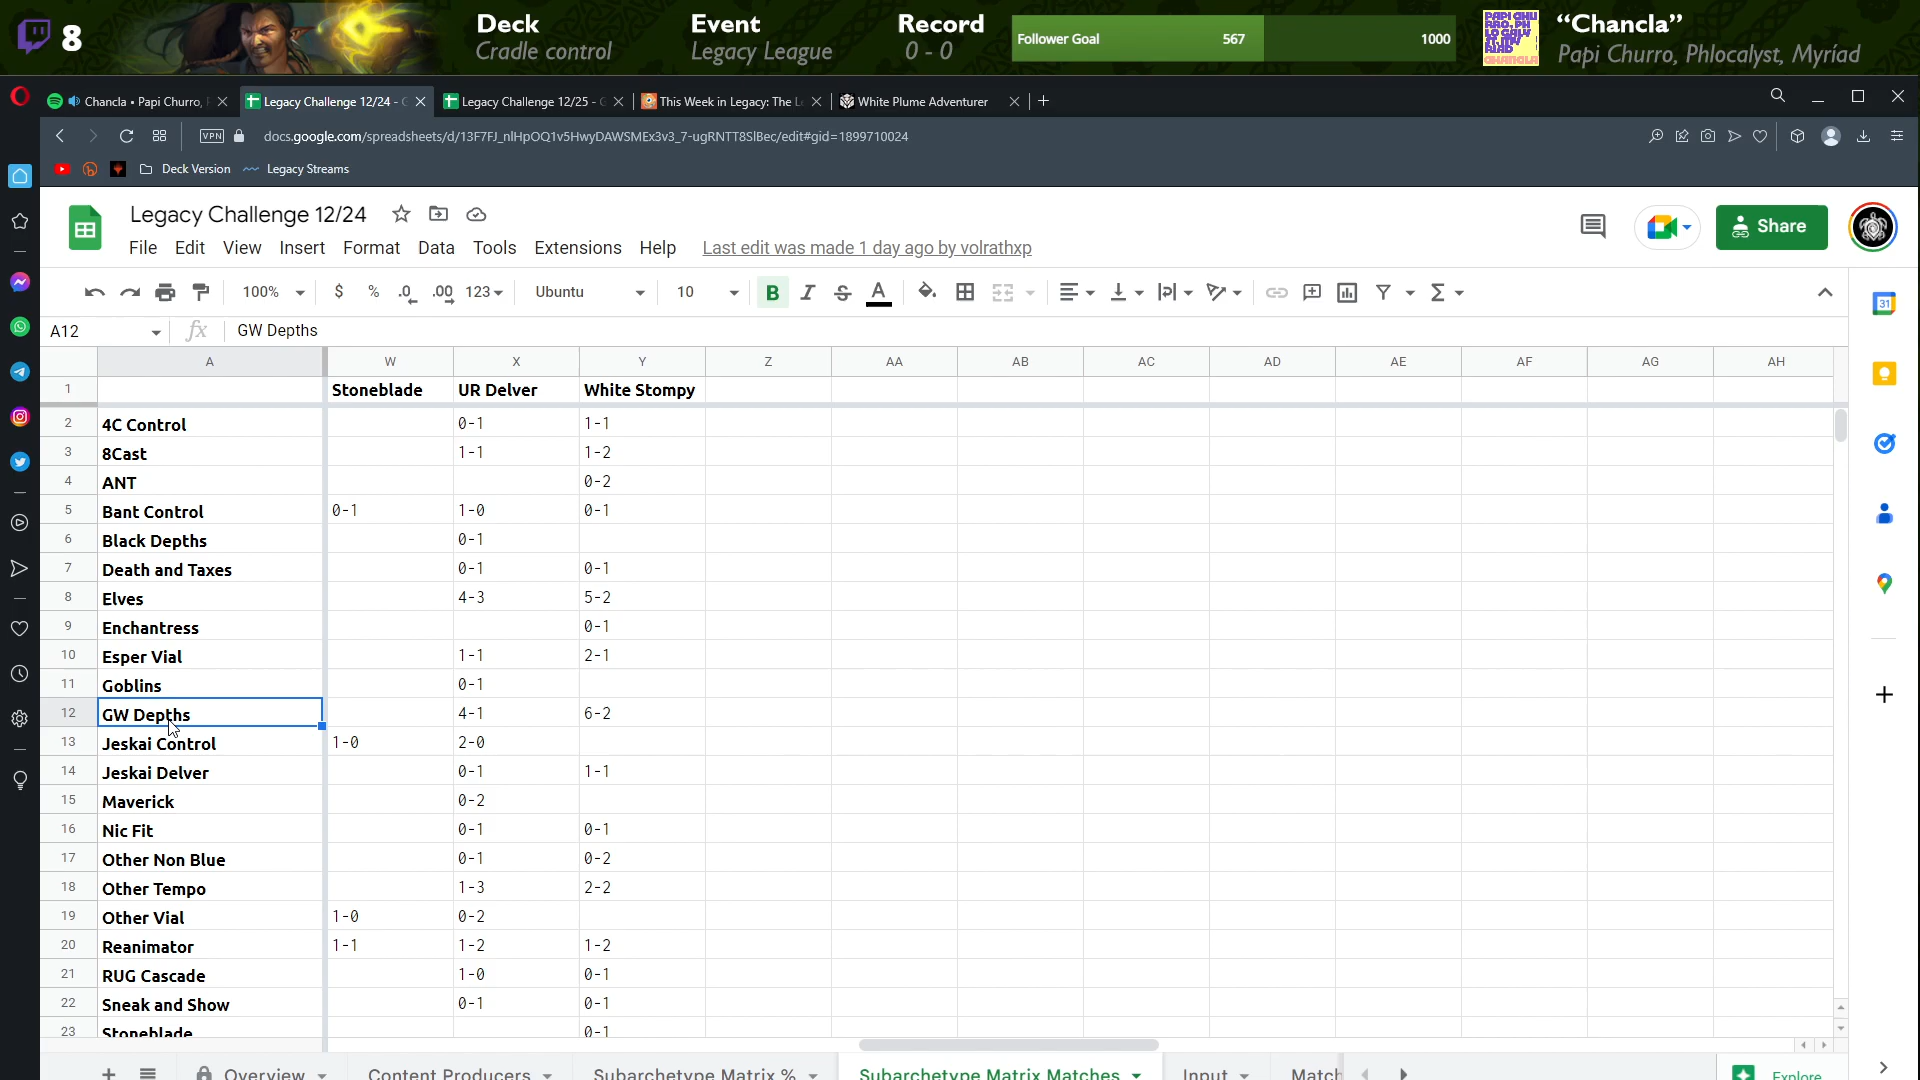 8
Deck
Cradle control
Event
Legacy League
Record
0 - 0
Follower Goal 567 1000
“Chancla”
Papi Churro, Phlocalyst, Myríad
Chancla • Papi Churro,
Legacy Challenge 12/24 -
Legacy Challenge 12/25 -
This Week in Legacy: The
White Plume Adventurer
VPN
docs.google.com/spreadsheets/d/13F7FJ_nlHpOQ1v5HwyDAWSMEx3v3_7-ugRNTT8SlBec/edit#gid=1899710024
Deck Version
Legacy Streams
Legacy Challenge 12/24
File Edit View Insert Format Data Tools Extensions Help Last edit was made 1 day ago by volrathxp
Share
100% $ % .0 .00 123 Ubuntu 10 B I S A
31
A12 fx GW Depths
A W X Y Z AA AB AC AD AE AF AG AH
1 Stoneblade UR Delver White Stompy
2 4C Control 0-1 1-1
3 8Cast 1-1 1-2
4 ANT 0-2
5 Bant Control 0-1 1-0 0-1
6 Black Depths 0-1
7 Death and Taxes 0-1 0-1
8 Elves 4-3 5-2
9 Enchantress 0-1
10 Esper Vial 1-1 2-1
11 Goblins 0-1
12 GW Depths 4-1 6-2
13 Jeskai Control 1-0 2-0
14 Jeskai Delver 0-1 1-1
15 Maverick 0-2
16 Nic Fit 0-1 0-1
17 Other Non Blue 0-1 0-2
18 Other Tempo 1-3 2-2
19 Other Vial 1-0 0-2
20 Reanimator 1-1 1-2 1-2
21 RUG Cascade 1-0 0-1
22 Sneak and Show 0-1 0-1
23 Stoneblade 0-1
Overview Content Producers Subarchetype Matrix % Subarchetype Matrix Matches Input Matc Explore